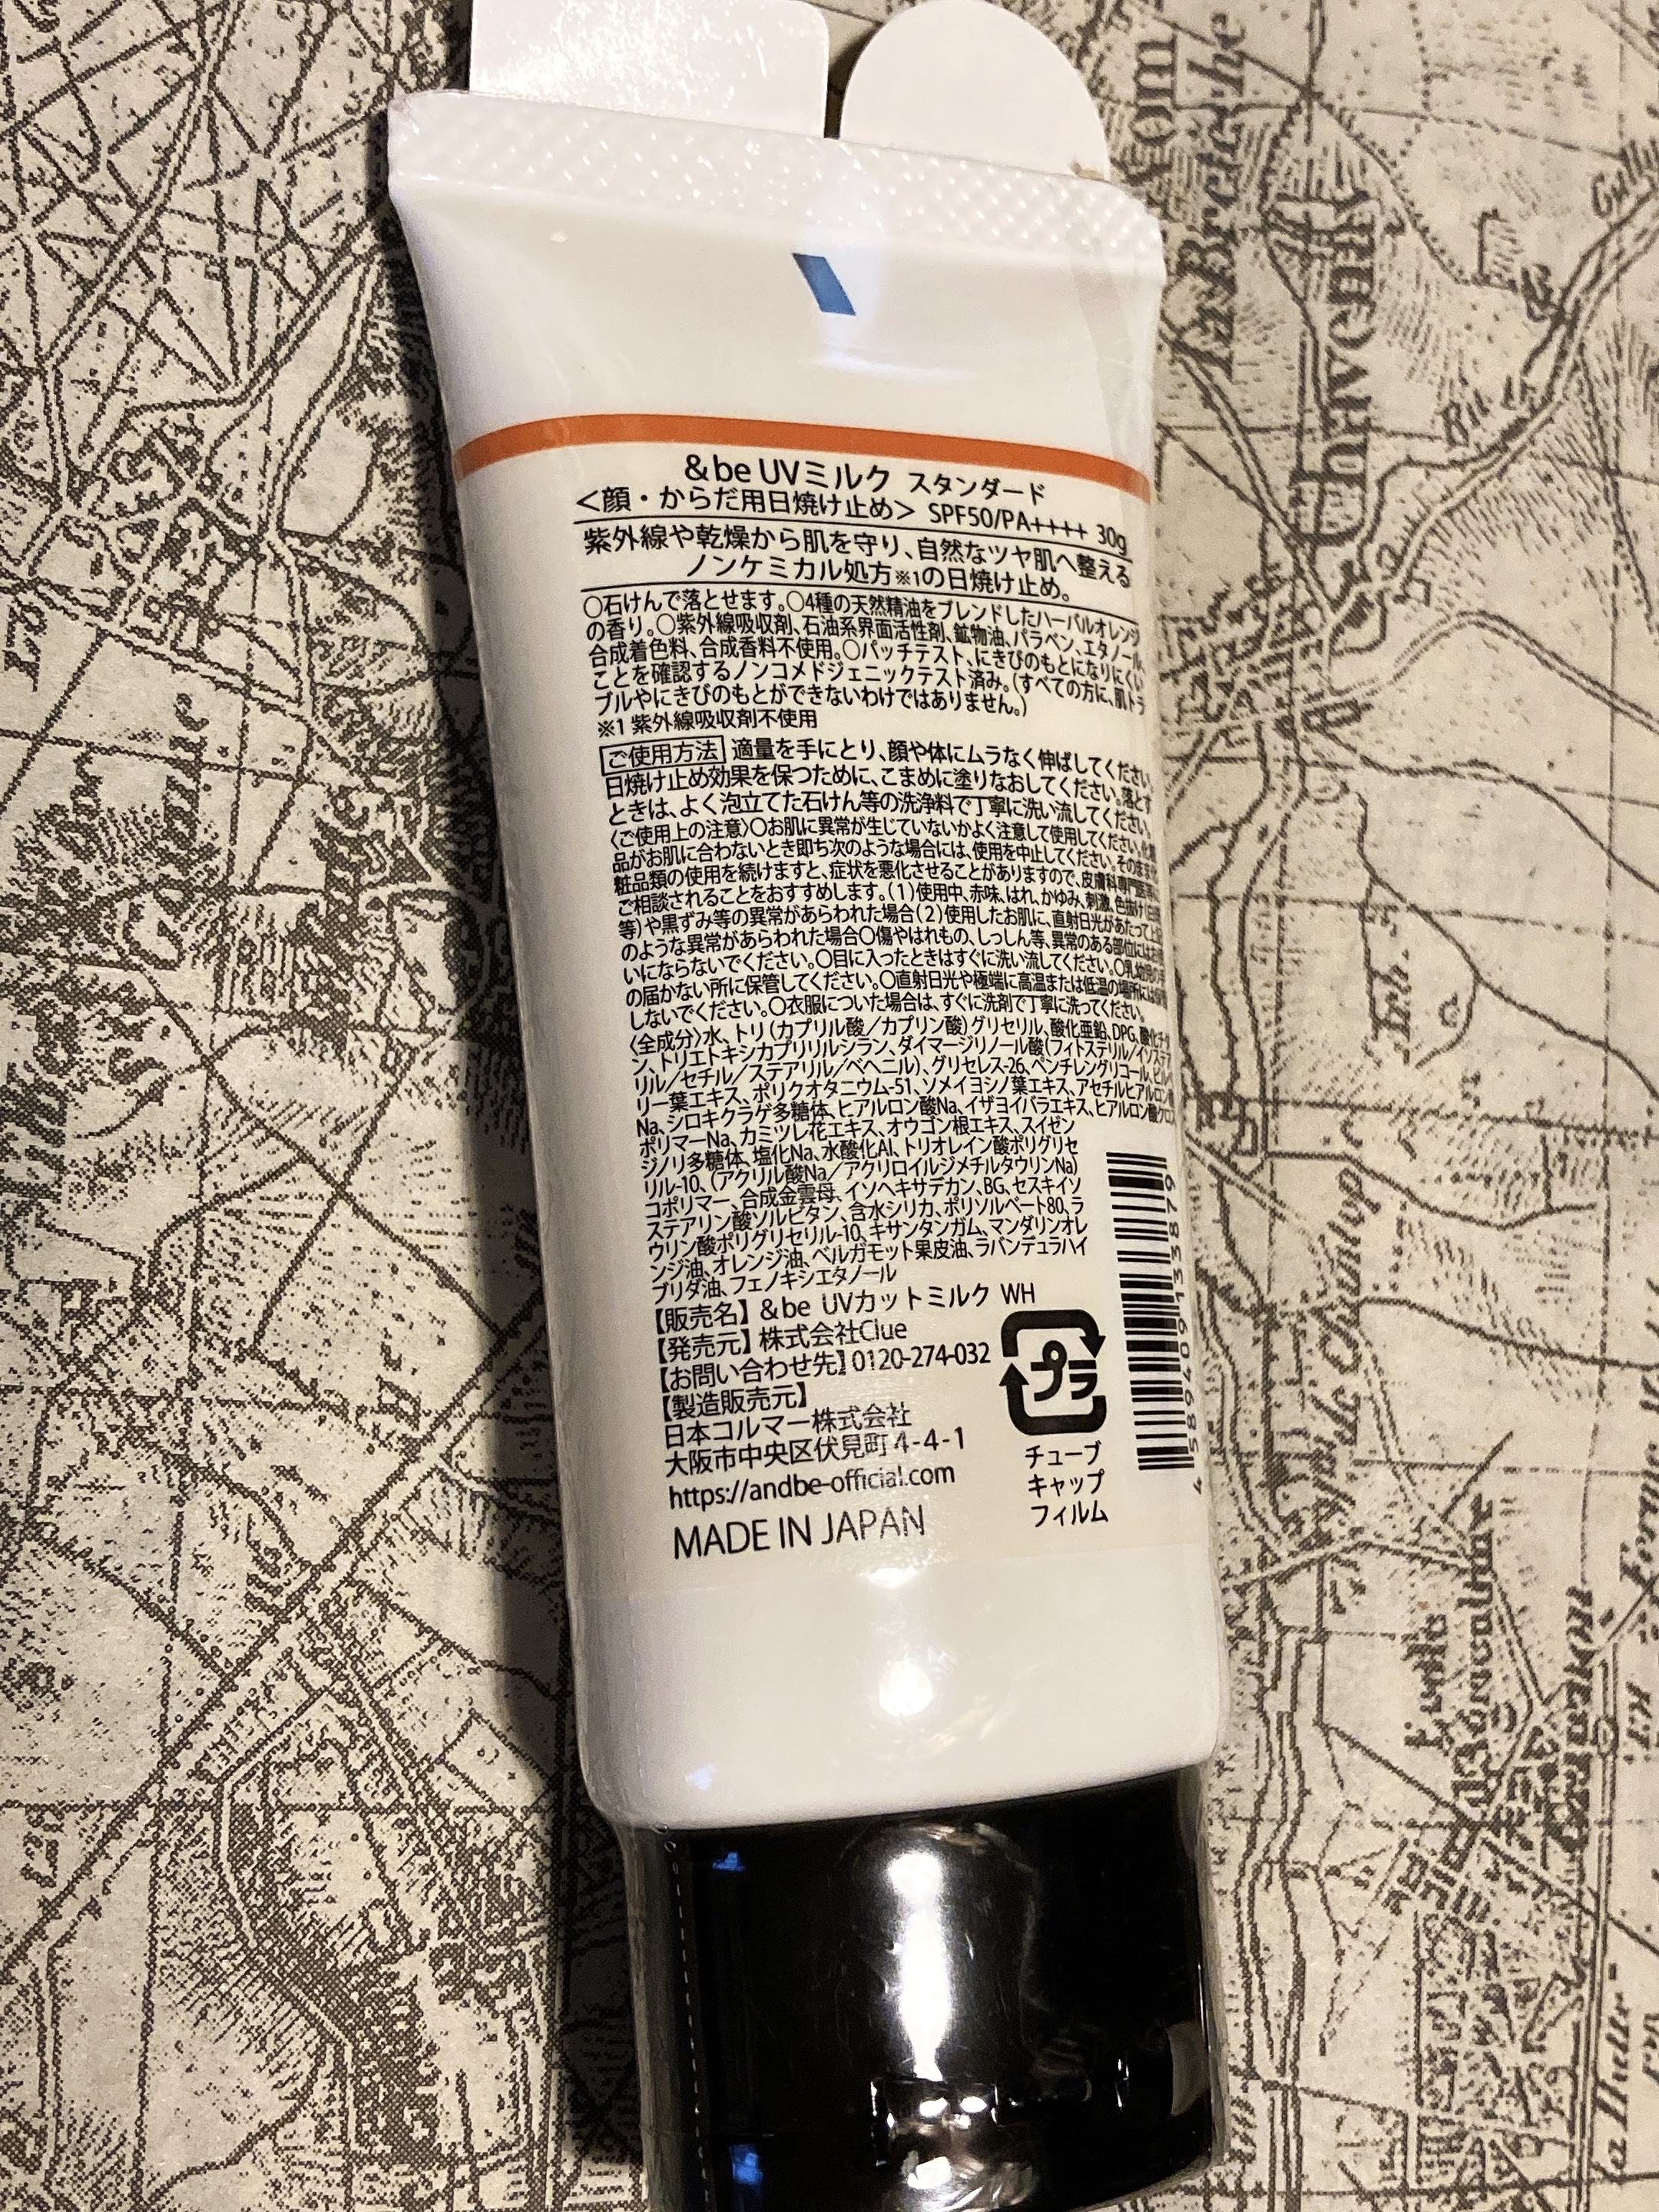 &be UVミルク スタンダード
＜顔・からだ用日焼け止め＞ SPF50/PA++++ 30g
紫外線や乾燥から肌を守り、自然なツヤ肌へ整える
ノンケミカル処方※1の日焼け止め。
○石けんで落とせます。○4種の天然精油をブレンドしたハーバルオレンジ
の香り。○紫外線吸収剤、石油系界面活性剤、鉱物油、パラベン、エタノール、
合成着色料、合成香料不使用。○パッチテスト、にきびのもとになりにくい
ことを確認するノンコメドジェニックテスト済み。(すべての方に、肌トラ
ブルやにきびのもとができないわけではありません。)
※1 紫外線吸収剤不使用
ご使用方法 適量を手にとり、顔や体にムラなく伸ばしてください。
日焼け止め効果を保つために、こまめに塗りなおしてください。落とす
ときは、よく泡立てた石けん等の洗浄料で丁寧に洗い流してください。
〈ご使用上の注意〉○お肌に異常が生じていないかよく注意して使用してください。化粧
品がお肌に合わないとき即ち次のような場合には、使用を中止してください。そのまま化
粧品類の使用を続けますと、症状を悪化させることがありますので、皮膚科専門医等に
ご相談されることをおすすめします。(1)使用中、赤味、はれ、かゆみ、刺激、色抜け(白斑
等)や黒ずみ等の異常があらわれた場合(2)使用したお肌に、直射日光があたって上記
のような異常があらわれた場合○傷やはれもの、しっしん等、異常のある部位にはお使
いにならないでください。○目に入ったときはすぐに洗い流してください。○乳幼児の手
の届かない所に保管してください。○直射日光や極端に高温または低温の場所には保管
しないでください。○衣服についた場合は、すぐに洗剤で丁寧に洗ってください。
〈全成分〉水、トリ(カプリル酸／カプリン酸)グリセリル、酸化亜鉛、DPG、酸化チタ
ン、トリエトキシカプリリルシラン、ダイマージリノール酸(フィトステリル/イソステア
リル／セチル／ステアリル／ベヘニル)、グリセレス-26、ペンチレングリコール、ビルベ
リー葉エキス、ポリクオタニウム-51、ソメイヨシノ葉エキス、アセチルヒアルロン酸
Na、シロキクラゲ多糖体、ヒアルロン酸Na、イザヨイバラエキス、ヒアルロン酸クロス
ポリマーNa、カミツレ花エキス、オウゴン根エキス、スイゼン
ジノリ多糖体、塩化Na、水酸化Al、トリオレイン酸ポリグリセ
リル-10、(アクリル酸Na／アクリロイルジメチルタウリンNa)
コポリマー、合成金雲母、イソヘキサデカン、BG、セスキイソ
ステアリン酸ソルビタン、含水シリカ、ポリソルベート80、ラ
ウリン酸ポリグリセリル-10、キサンタンガム、マンダリンオレ
ンジ油、オレンジ油、ベルガモット果皮油、ラバンデュラハイ
ブリダ油、フェノキシエタノール
【販売名】&be UVカットミルク WH
【発売元】株式会社Clue
【お問い合わせ先】0120-274-032
【製造販売元】
日本コルマー株式会社
大阪市中央区伏見町4-4-1
https://andbe-official.com
MADE IN JAPAN
プラ
チューブ
キャップ
フィルム
4 589409133879